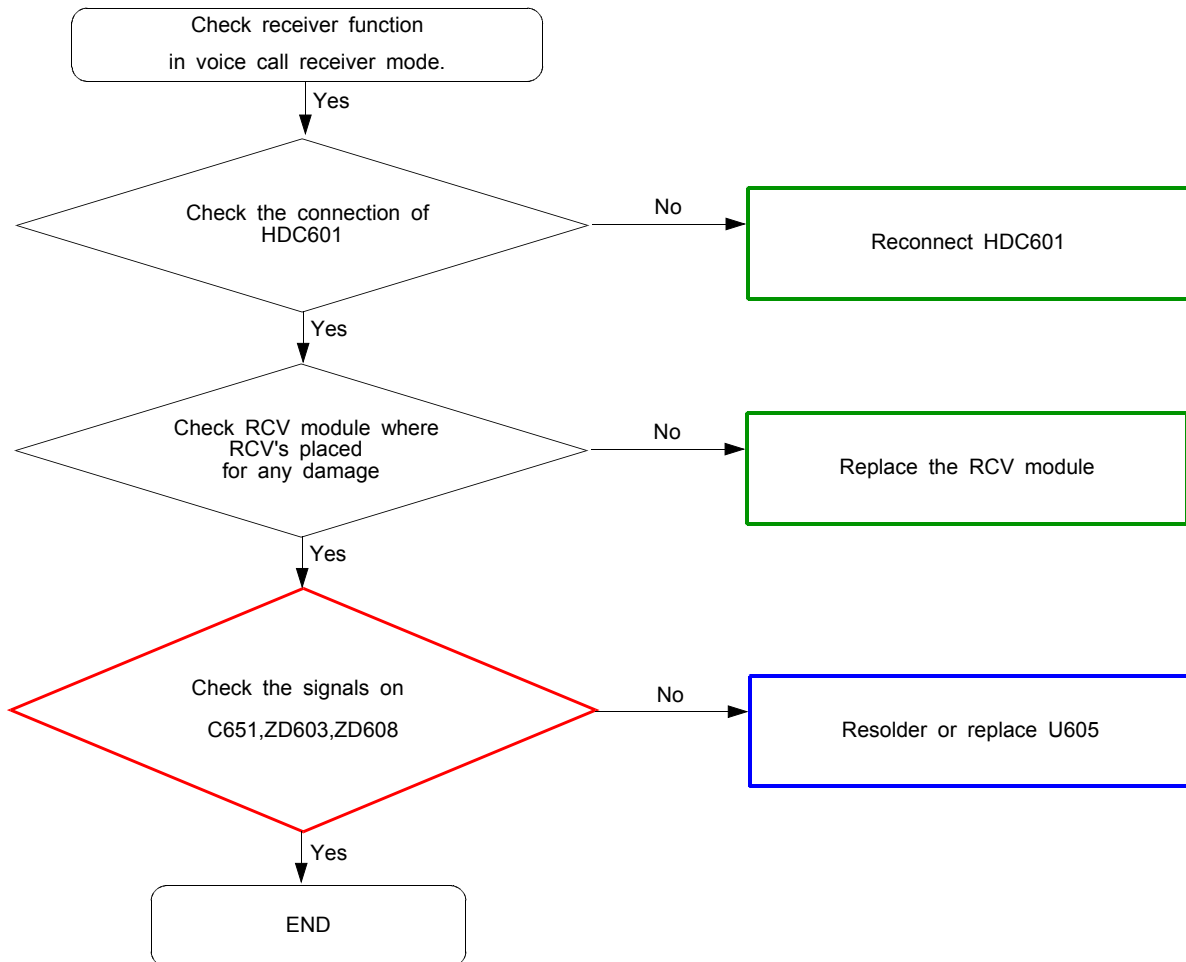 Check receiver function
in voice call receiver mode.
Yes
Check the connection of
HDC601
No
Reconnect HDC601
Yes
Check RCV module where
RCV's placed
for any damage
No
Replace the RCV module
Yes
Check the signals on
C651,ZD603,ZD608
No
Resolder or replace U605
Yes
END